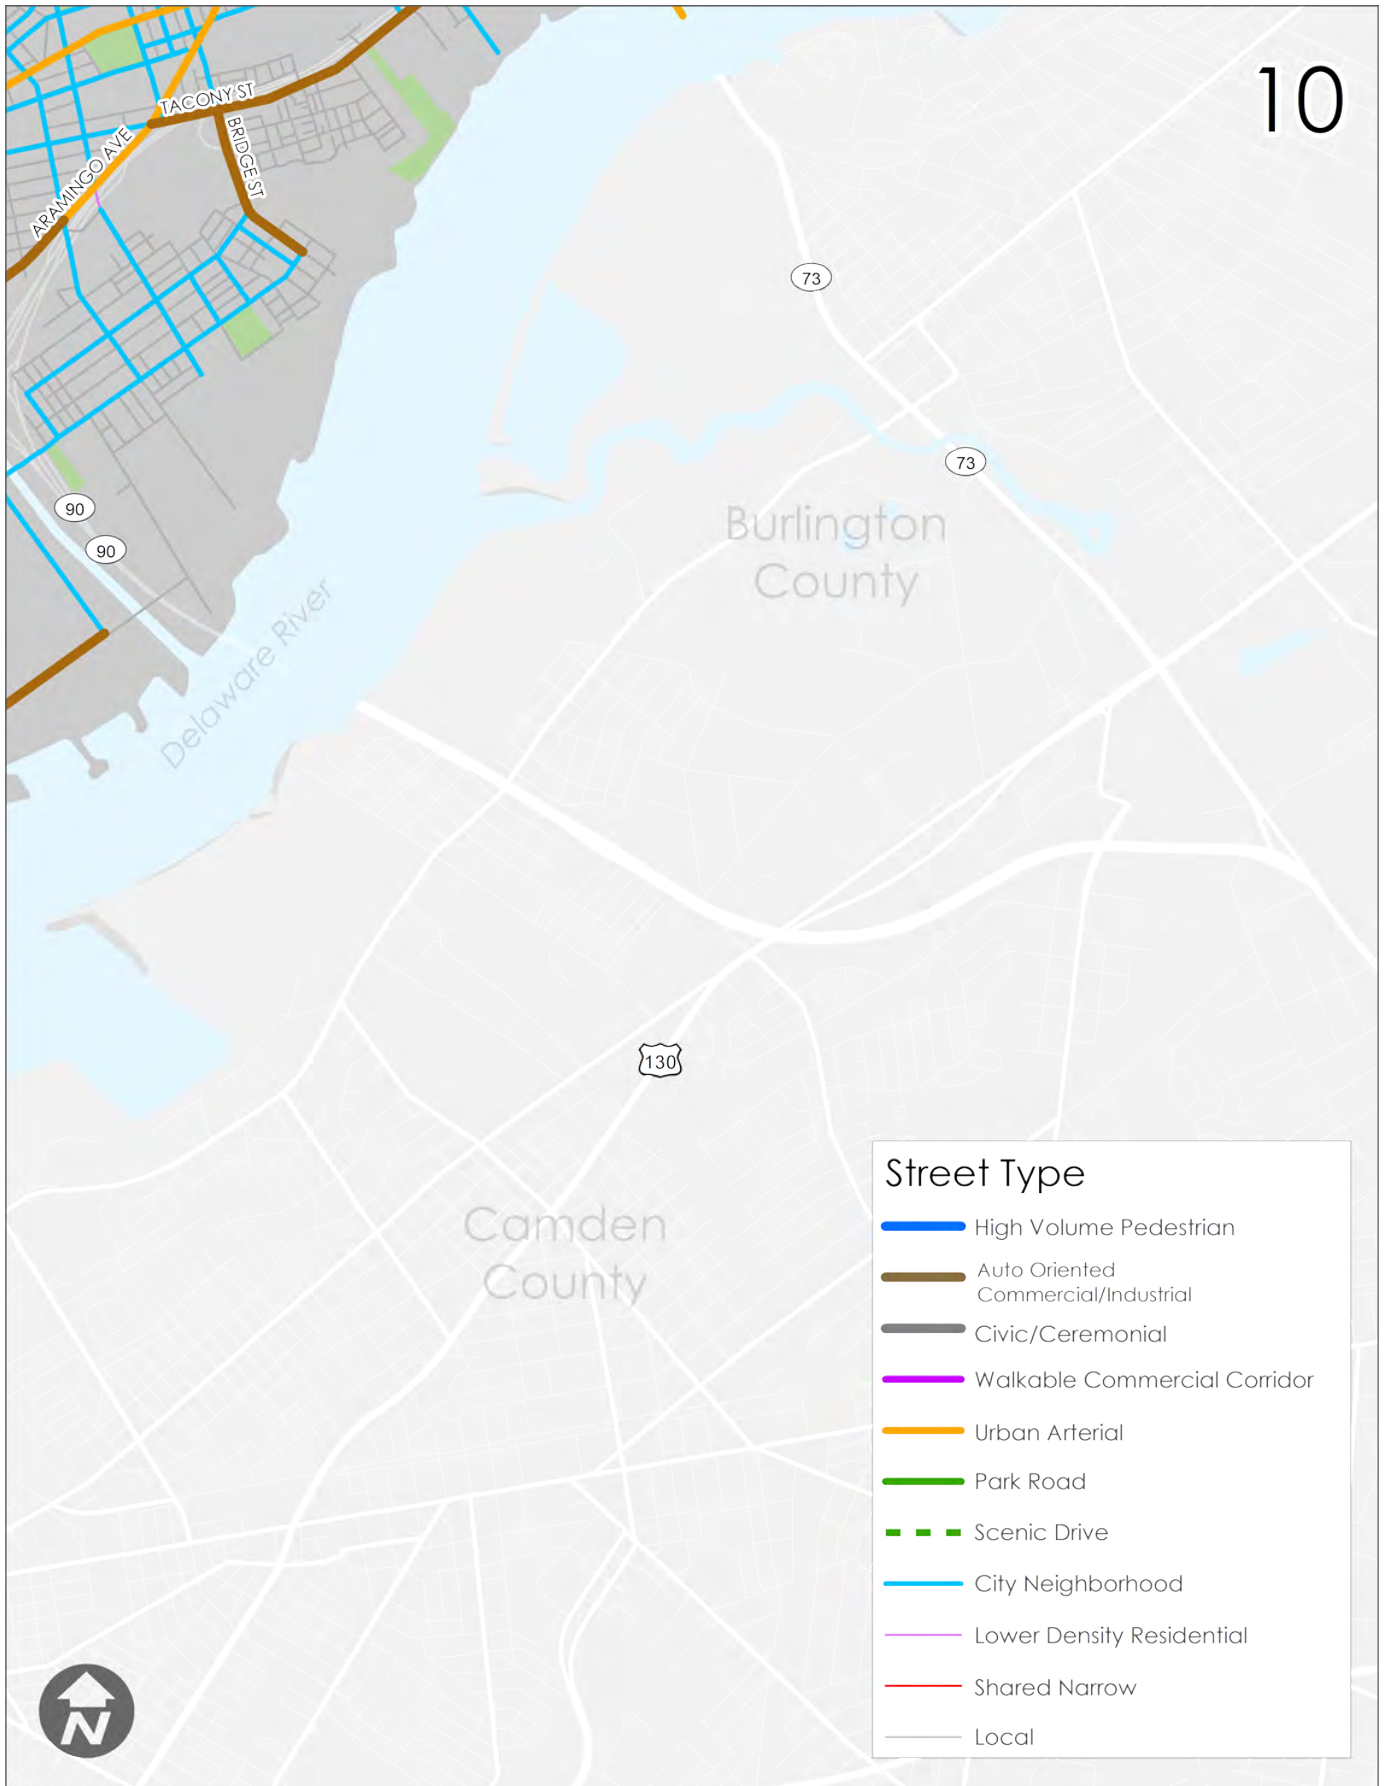 10
TACONY ST
ARAMINGO AVE
BRIDGE ST
73
73
90
90
Burlington
County
Delaware River
130
Camden
County
Street Type
High Volume Pedestrian
Auto Oriented
Commercial/Industrial
Civic/Ceremonial
Walkable Commercial Corridor
Urban Arterial
Park Road
Scenic Drive
City Neighborhood
Lower Density Residential
Shared Narrow
Local
N